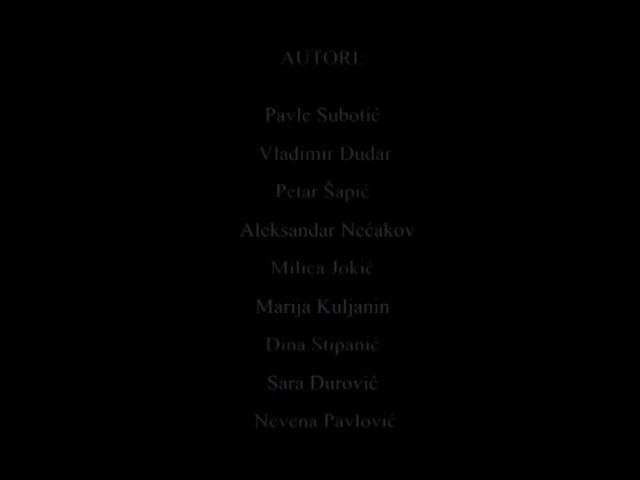 AUTORI:
Pavle Subotić
Vladimir Dudar
Petar Šapić
Aleksandar Nećakov
Milica Jokić
Marija Kuljanin
Dina Stipanić
Sara Đurović
Nevena Pavlović